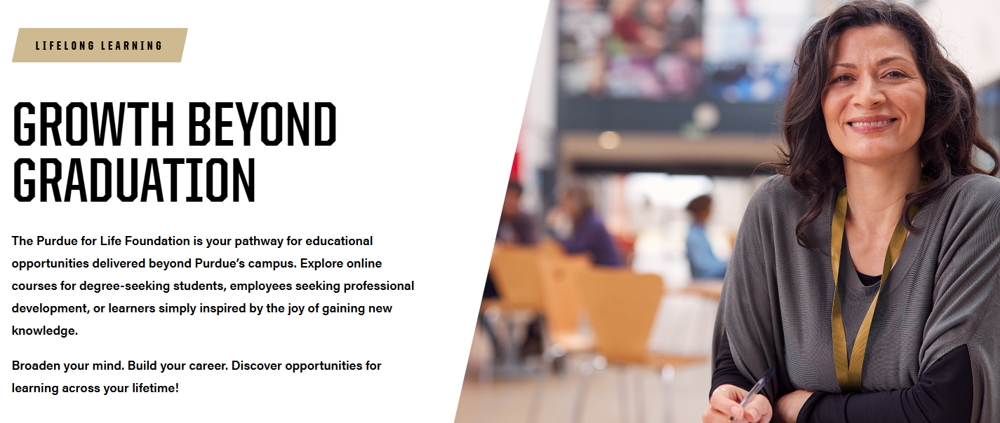 LIFELONG LEARNING
GROWTH BEYOND
GRADUATION
The Purdue for Life Foundation is your pathway for educational
opportunities delivered beyond Purdue’s campus. Explore online
courses for degree-seeking students, employees seeking professional
development, or learners simply inspired by the joy of gaining new
knowledge.
Broaden your mind. Build your career. Discover opportunities for
learning across your lifetime!